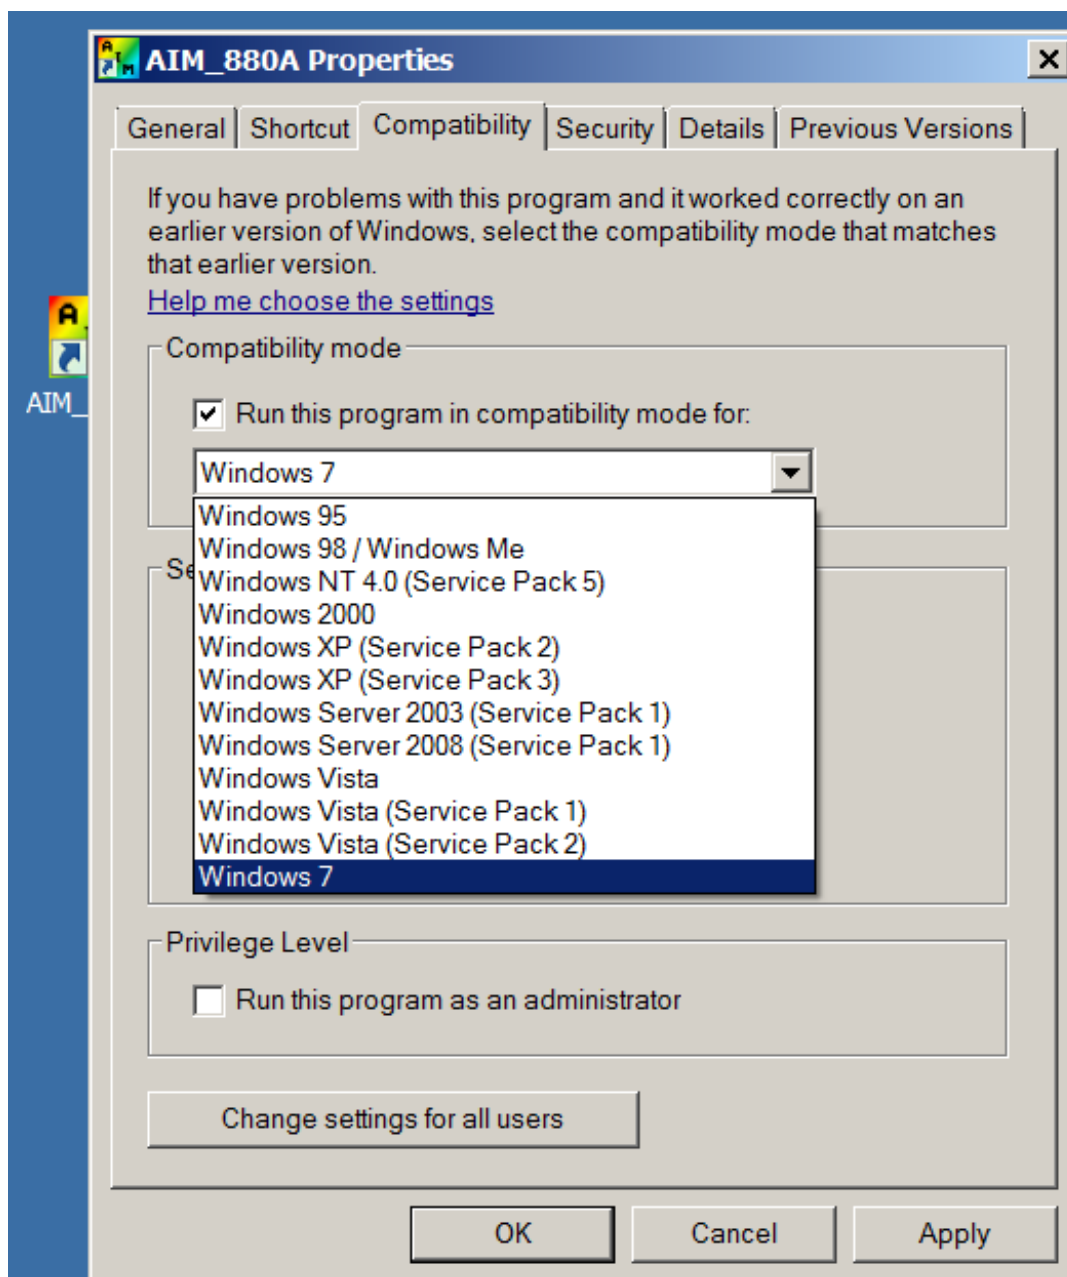 AIM_880A Properties
General Shortcut Compatibility Security Details Previous Versions
If you have problems with this program and it worked correctly on an
earlier version of Windows, select the compatibility mode that matches
that earlier version.
Help me choose the settings
Compatibility mode
AIM_
Run this program in compatibility mode for:
Windows 7
Windows 95
Windows 98 / Windows Me
Se
Windows NT 4.0 (Service Pack 5)
Windows 2000
Windows XP (Service Pack 2)
Windows XP (Service Pack 3)
Windows Server 2003 (Service Pack 1)
Windows Server 2008 (Service Pack 1)
Windows Vista
Windows Vista (Service Pack 1)
Windows Vista (Service Pack 2)
Windows 7
Privilege Level
Run this program as an administrator
Change settings for all users
OK Cancel Apply